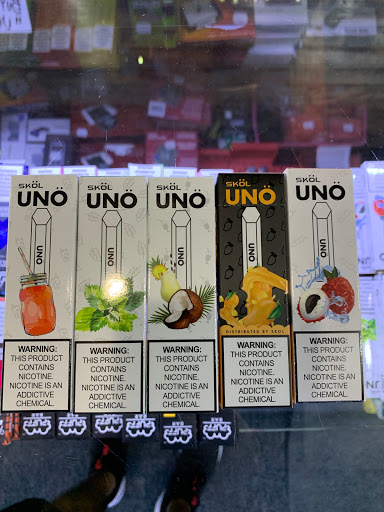 SKÖL
UNÖ
UNO
WARNING:
THIS PRODUCT
CONTAINS
NICOTINE.
NICOTINE IS AN
ADDICTIVE
CHEMICAL.
SKÖL
UNÖ
UNO
WARNING:
THIS PRODUCT
CONTAINS
NICOTINE.
NICOTINE IS AN
ADDICTIVE
CHEMICAL.
SKÖL
UNÖ
UNO
WARNING:
THIS PRODUCT
CONTAINS
NICOTINE.
NICOTINE IS AN
ADDICTIVE
CHEMICAL.
SKÖL
UNÖ
UNO
DISTRIBUTED BY SKOL
WARNING:
THIS PRODUCT
CONTAINS
NICOTINE.
NICOTINE IS AN
ADDICTIVE
CHEMICAL.
SKÖL
UNÖ
UNO
WARNING:
THIS PRODUCT
CONTAINS
NICOTINE.
NICOTINE IS AN
ADDICTIVE
CHEMICAL.